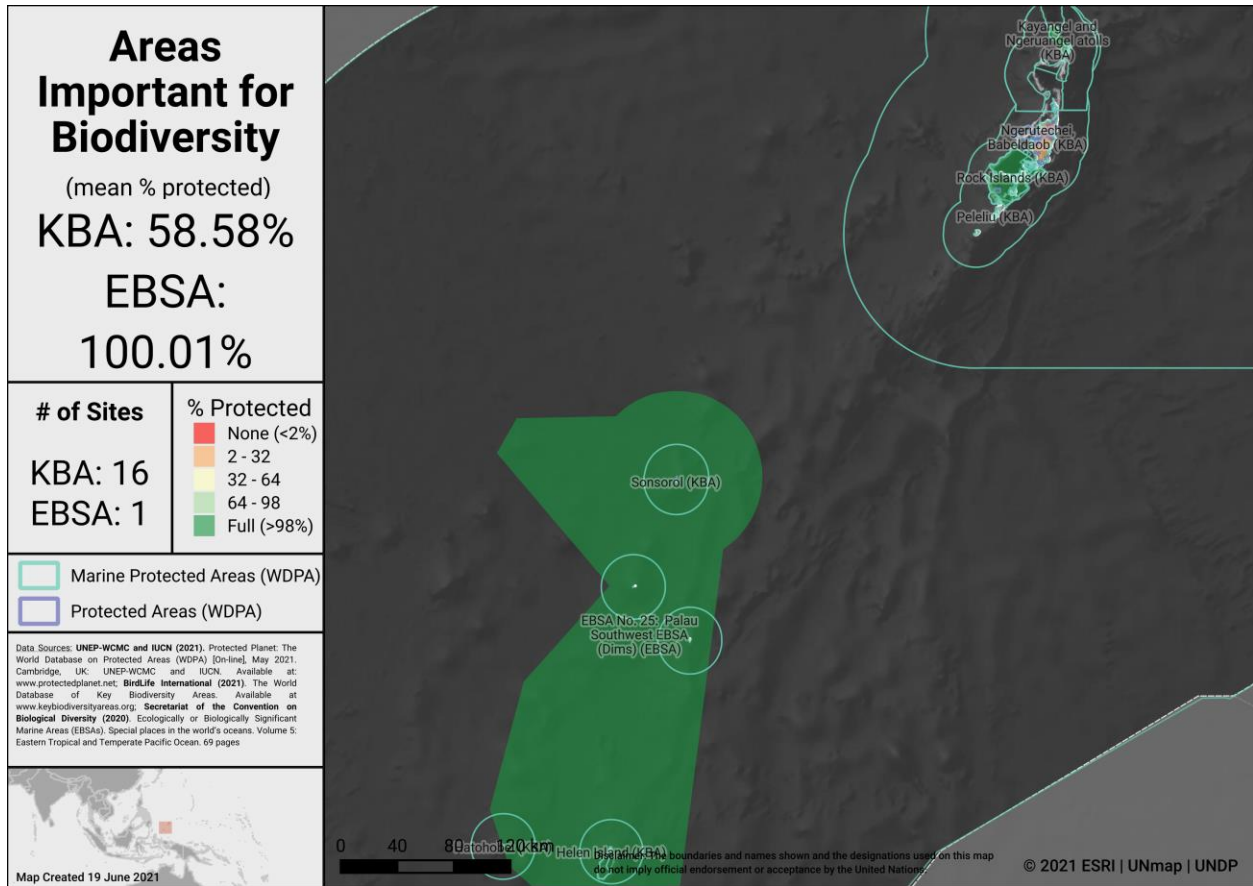 Areas
Important for
Biodiversity
(mean % protected)
KBA: 58.58%
EBSA:
100.01%
# of Sites
KBA: 16
EBSA: 1
% Protected
None (<2%)
2 - 32
32 - 64
64 - 98
Full (>98%)
Marine Protected Areas (WDPA)
Protected Areas (WDPA)
Data Sources: UNEP-WCMC and IUCN (2021). Protected Planet: The
World Database on Protected Areas (WDPA) [On-line], May 2021.
Cambridge, UK: UNEP-WCMC and IUCN. Available at:
www.protectedplanet.net; BirdLife International (2021). The World
Database of Key Biodiversity Areas. Available at
www.keybiodiversityareas.org; Secretariat of the Convention on
Biological Diversity (2020). Ecologically or Biologically Significant
Marine Areas (EBSAs). Special places in the world's oceans. Volume 5:
Eastern Tropical and Temperate Pacific Ocean. 69 pages
Map Created 19 June 2021
Kayangel and
Ngeruangel atolls
(KBA)
Ngerutechei,
Babeldaob (KBA)
Rock Islands (KBA)
Peleliu (KBA)
Sonsorol (KBA)
EBSA No. 25: Palau
Southwest EBSA
(Dims) (EBSA)
Helen Island (KBA)
0 40 80 120 km
Disclaimer: The boundaries and names shown and the designations used on this map
do not imply official endorsement or acceptance by the United Nations.
© 2021 ESRI | UNmap | UNDP